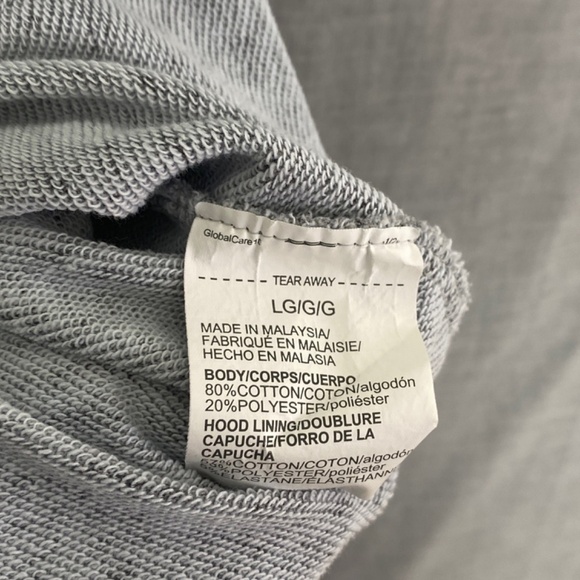 GlobalCare
TEAR AWAY
LG/G/G
MADE IN MALAYSIA/
FABRIQUÉ EN MALAISIE/
HECHO EN MALASIA
BODY/CORPS/CUERPO
80%COTTON/COTON/algodón
20%POLYESTER/poliéster
HOOD LINING/DOUBLURE
CAPUCHE/FORRO DE LA
CAPUCHA
COTTON/COTON/algodón
POLYESTER/poliéster